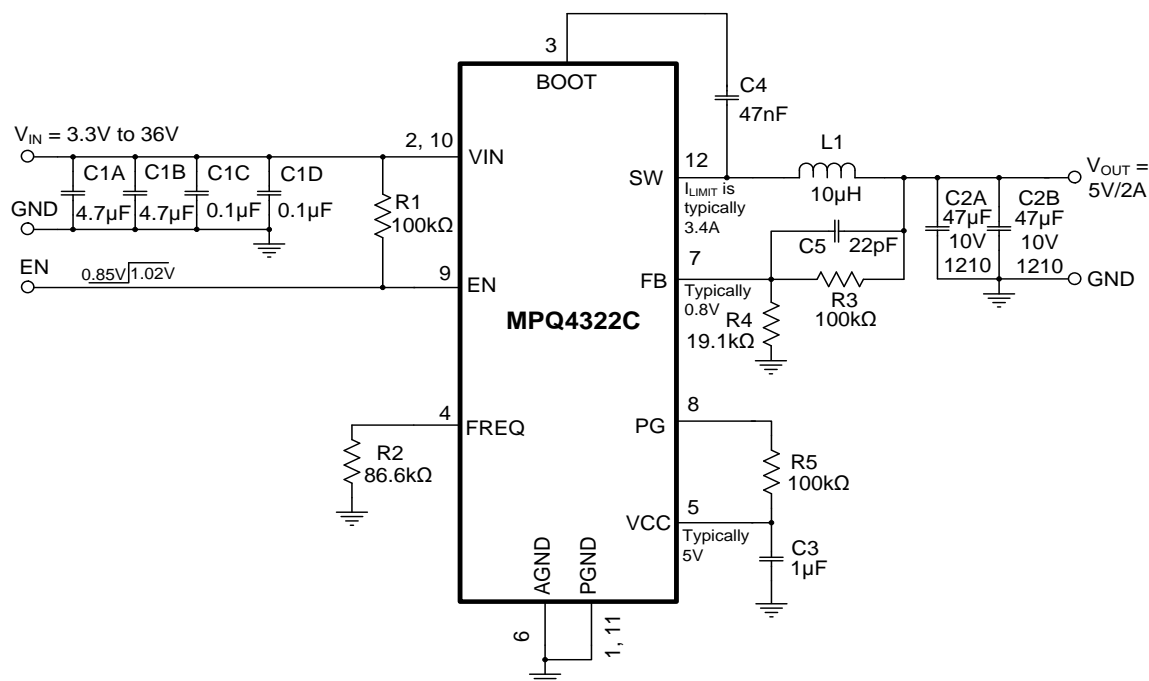 3
BOOT
C4
47nF
V_IN = 3.3V to 36V
2, 10
VIN
C1A
C1B
C1C
C1D
4.7µF
4.7µF
0.1µF
0.1µF
GND
R1
100kΩ
EN
0.85V
1.02V
9
EN
12
SW
I_LIMIT is
typically
3.4A
L1
10µH
V_OUT =
5V/2A
C2A
47µF
10V
1210
C2B
47µF
10V
1210
GND
C5
22pF
7
FB
Typically
0.8V
R3
100kΩ
R4
19.1kΩ
MPQ4322C
4
FREQ
R2
86.6kΩ
8
PG
R5
100kΩ
5
VCC
Typically
5V
C3
1µF
AGND
PGND
6
1, 11